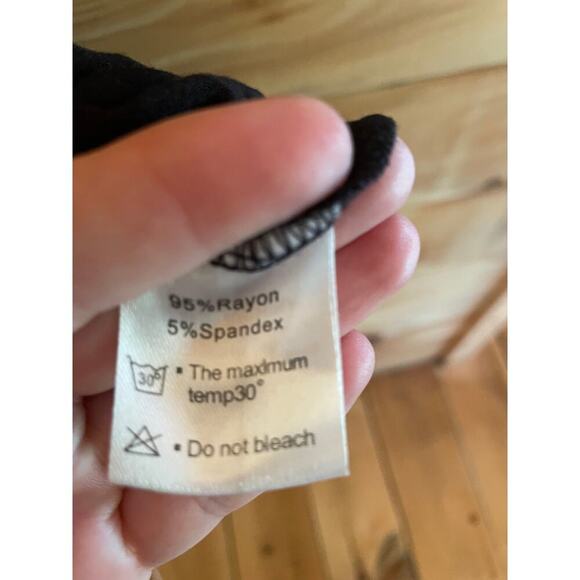 95%Rayon
5%Spandex
30°
▪ The maximum
temp30°
▪ Do not bleach